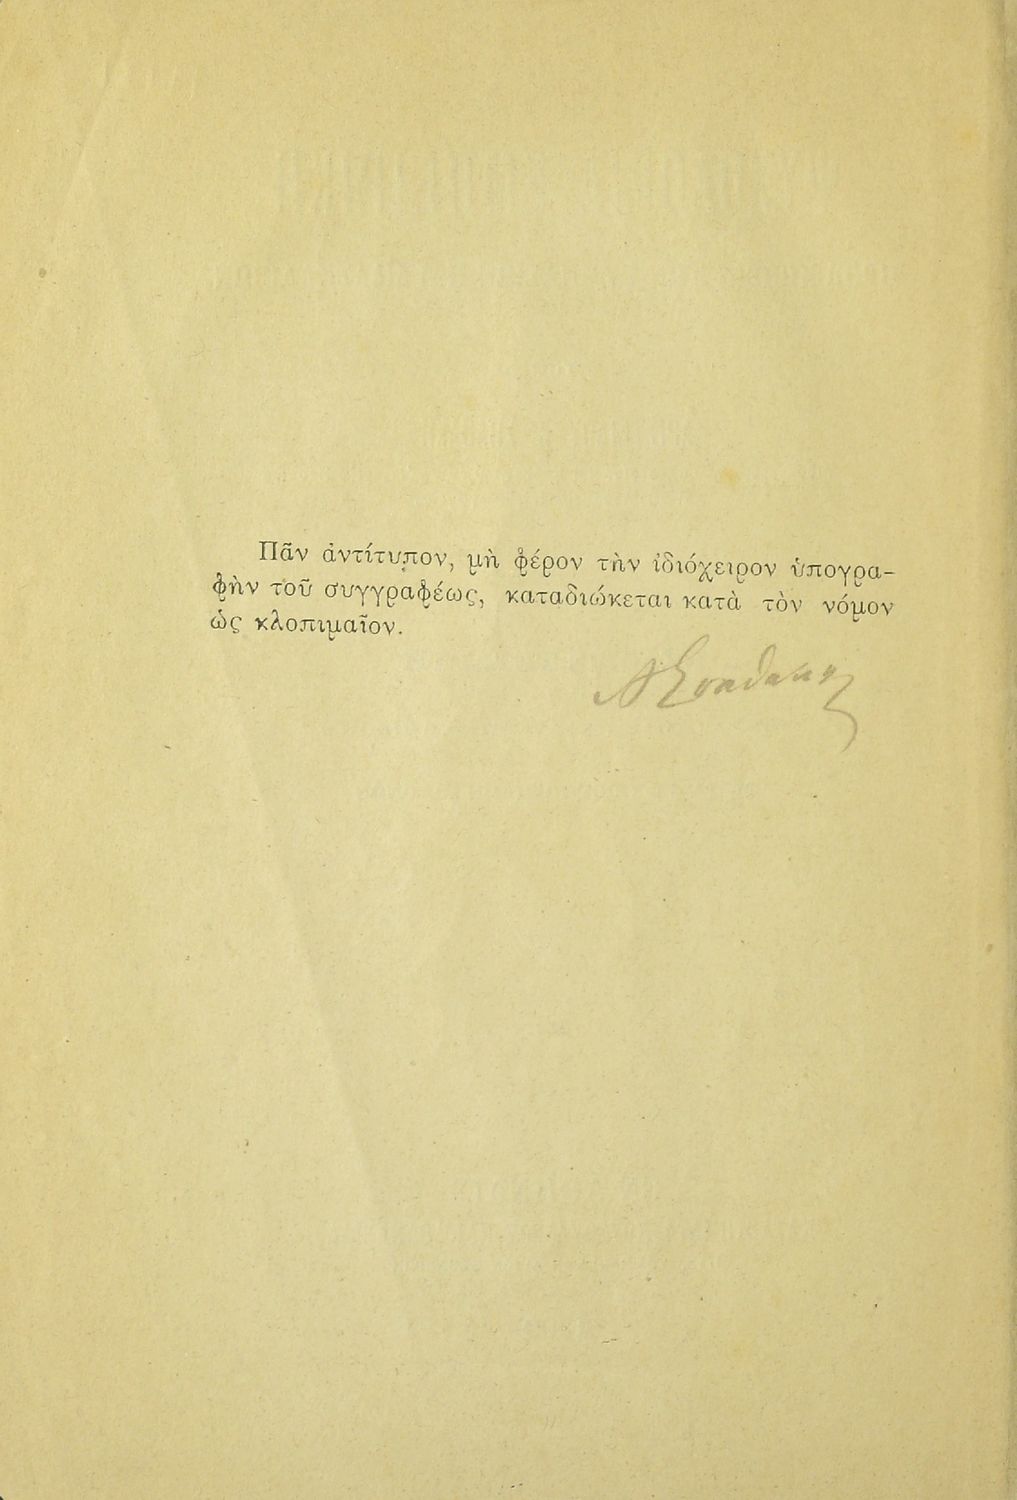 Πᾶν ἀντίτυπον, μὴ φέρον τὴν ἰδιόχειρον ὑπογρα-
φὴν τοῦ συγγραφέως, καταδιώκεται κατὰ τὸν νόμον
ὡς κλοπιμαῖον.